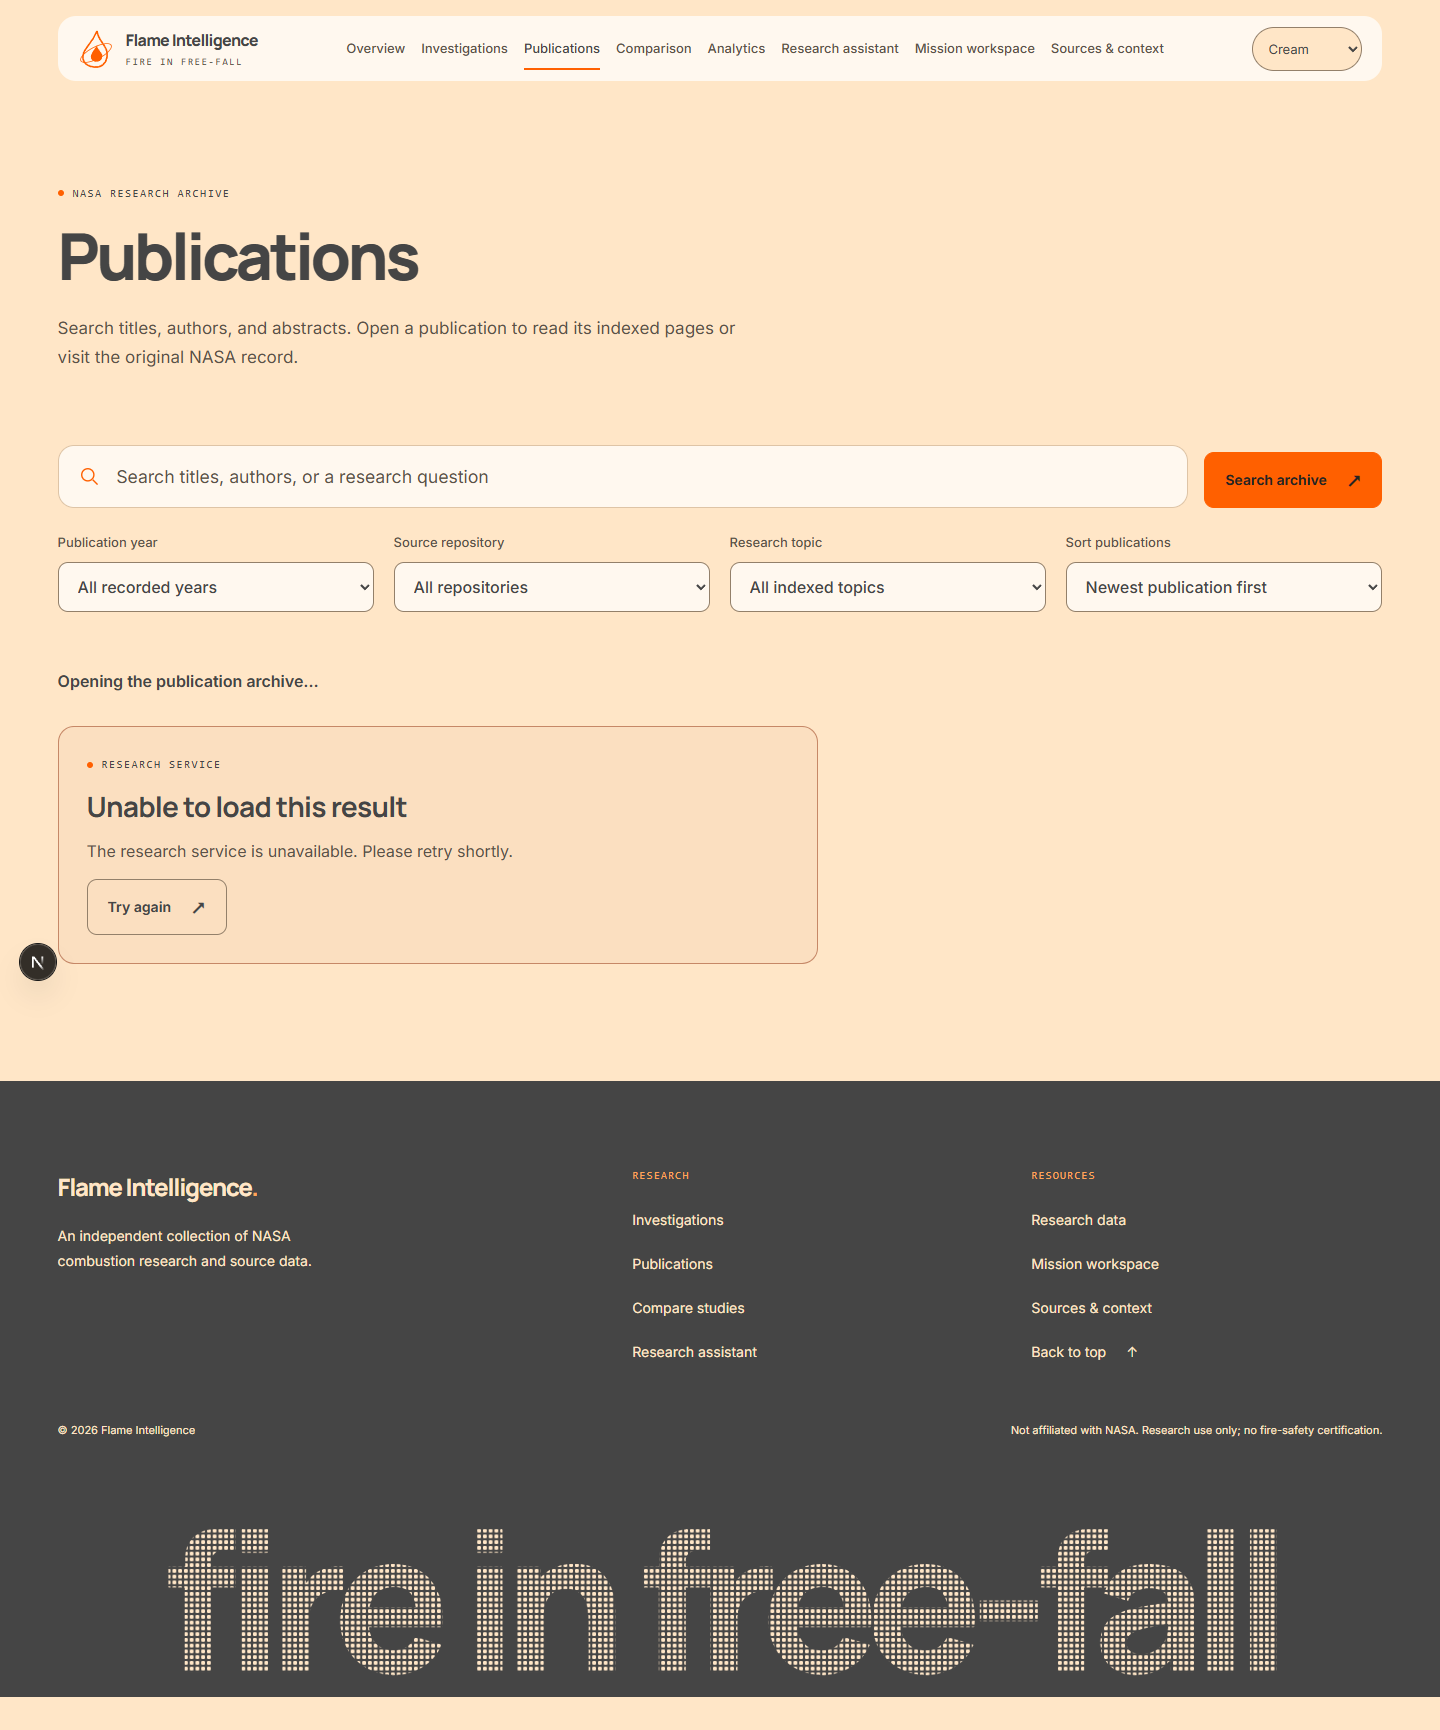 Flame Intelligence
FIRE IN FREE-FALL
Overview
Investigations
Publications
Comparison
Analytics
Research assistant
Mission workspace
Sources & context
Cream
NASA RESEARCH ARCHIVE
Publications
Search titles, authors, and abstracts. Open a publication to read its indexed pages or
visit the original NASA record.
Search titles, authors, or a research question
Search archive ↗
Publication year
Source repository
Research topic
Sort publications
All recorded years
All repositories
All indexed topics
Newest publication first
Opening the publication archive...
RESEARCH SERVICE
Unable to load this result
The research service is unavailable. Please retry shortly.
Try again ↗
N
Flame Intelligence.
An independent collection of NASA
combustion research and source data.
RESEARCH
Investigations
Publications
Compare studies
Research assistant
RESOURCES
Research data
Mission workspace
Sources & context
Back to top ↑
© 2026 Flame Intelligence
Not affiliated with NASA. Research use only; no fire-safety certification.
fire in free-fall